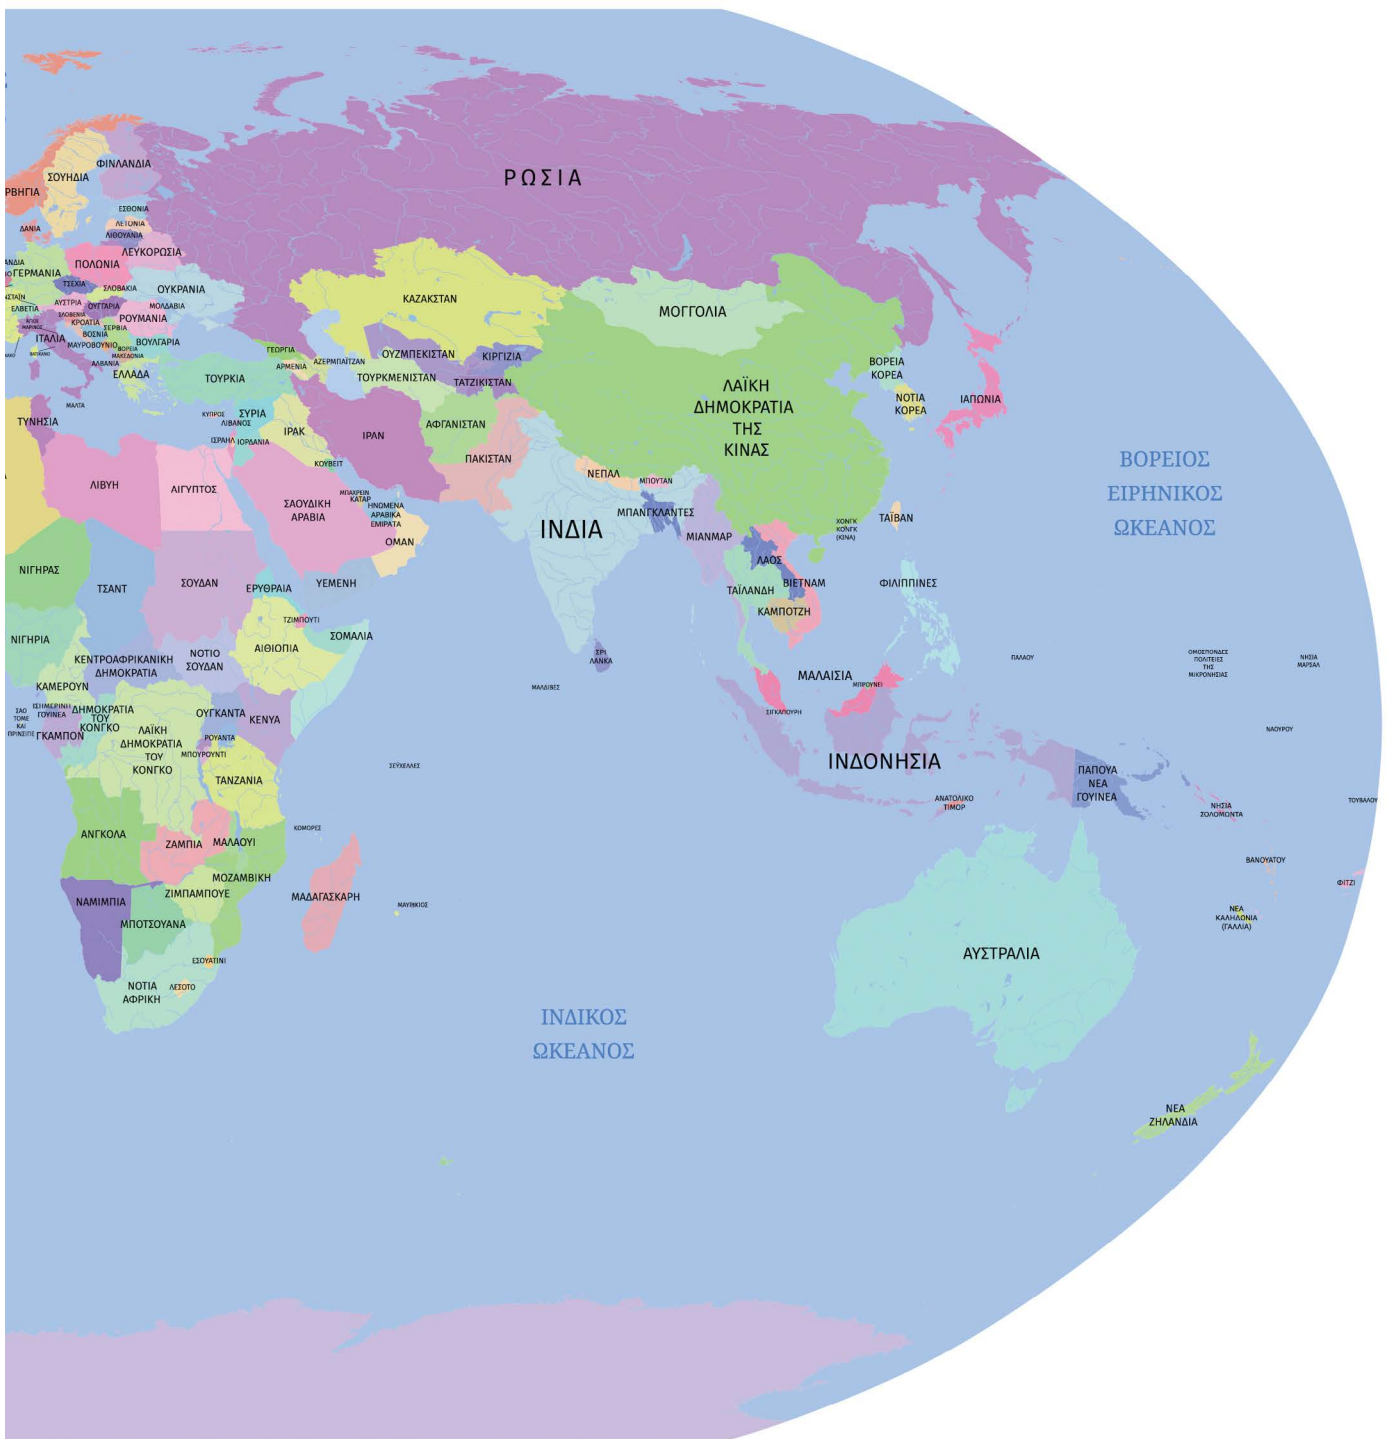 ΡΩΣΙΑ
ΦΙΝΛΑΝΔΙΑ
ΣΟΥΗΔΙΑ
ΡΒΗΓΙΑ
ΕΣΘΟΝΙΑ
ΛΕΤΟΝΙΑ
ΛΙΘΟΥΑΝΙΑ
ΔΑΝΙΑ
ΛΕΥΚΟΡΩΣΙΑ
ΑΝΔΙΑ
ΓΕΡΜΑΝΙΑ
ΠΟΛΩΝΙΑ
ΤΣΕΧΙΑ
ΣΛΟΒΑΚΙΑ
ΟΥΚΡΑΝΙΑ
ΑΥΣΤΡΙΑ
ΟΥΓΓΑΡΙΑ
ΜΟΛΔΑΒΙΑ
ΕΛΒΕΤΙΑ
ΣΛΟΒΕΝΙΑ
ΡΟΥΜΑΝΙΑ
ΚΡΟΑΤΙΑ
ΑΓΙΟΣ
ΜΑΡΙΝΟΣ
ΣΕΡΒΙΑ
ΒΟΣΝΙΑ
ΙΤΑΛΙΑ
ΜΑΥΡΟΒΟΥΝΙΟ
ΒΟΥΛΓΑΡΙΑ
ΒΟΡΕΙΑ
ΜΑΚΕΔΟΝΙΑ
ΒΑΤΙΚΑΝΟ
ΑΛΒΑΝΙΑ
ΕΛΛΑΔΑ
ΜΑΛΤΑ
ΤΟΥΡΚΙΑ
ΚΥΠΡΟΣ
ΣΥΡΙΑ
ΛΙΒΑΝΟΣ
ΙΣΡΑΗΛ
ΙΟΡΔΑΝΙΑ
ΙΡΑΚ
ΚΟΥΒΕΙΤ
ΙΡΑΝ
ΓΕΩΡΓΙΑ
ΑΡΜΕΝΙΑ
ΑΖΕΡΜΠΑΪΤΖΑΝ
ΚΑΖΑΚΣΤΑΝ
ΟΥΖΜΠΕΚΙΣΤΑΝ
ΚΙΡΓΙΖΙΑ
ΤΟΥΡΚΜΕΝΙΣΤΑΝ
ΤΑΤΖΙΚΙΣΤΑΝ
ΑΦΓΑΝΙΣΤΑΝ
ΠΑΚΙΣΤΑΝ
ΜΟΓΓΟΛΙΑ
ΛΑΪΚΗ
ΔΗΜΟΚΡΑΤΙΑ
ΤΗΣ
ΚΙΝΑΣ
ΒΟΡΕΙΑ
ΚΟΡΕΑ
ΝΟΤΙΑ
ΚΟΡΕΑ
ΙΑΠΩΝΙΑ
ΒΟΡΕΙΟΣ
ΕΙΡΗΝΙΚΟΣ
ΩΚΕΑΝΟΣ
ΝΕΠΑΛ
ΜΠΟΥΤΑΝ
ΙΝΔΙΑ
ΜΠΑΝΓΚΛΑΝΤΕΣ
ΜΙΑΝΜΑΡ
ΧΟΝΓΚ
ΚΟΝΓΚ
(ΚΙΝΑ)
ΤΑΪΒΑΝ
ΛΑΟΣ
ΒΙΕΤΝΑΜ
ΤΑΪΛΑΝΔΗ
ΚΑΜΠΟΤΖΗ
ΦΙΛΙΠΠΙΝΕΣ
ΣΡΙ
ΛΑΝΚΑ
ΜΑΛΔΙΒΕΣ
ΜΑΛΑΙΣΙΑ
ΜΠΡΟΥΝΕΙ
ΣΙΓΚΑΠΟΥΡΗ
ΙΝΔΟΝΗΣΙΑ
ΑΝΑΤΟΛΙΚΟ
ΤΙΜΟΡ
ΠΑΠΟΥΑ
ΝΕΑ
ΓΟΥΙΝΕΑ
ΠΑΛΑΟΥ
ΟΜΟΣΠΟΝΔΕΣ
ΠΟΛΙΤΕΙΕΣ
ΤΗΣ
ΜΙΚΡΟΝΗΣΙΑΣ
ΝΗΣΙΑ
ΜΑΡΣΑΛ
ΝΑΟΥΡΟΥ
ΤΟΥΒΑΛΟΥ
ΝΗΣΙΑ
ΣΟΛΟΜΩΝΤΑ
ΒΑΝΟΥΑΤΟΥ
ΦΙΤΖΙ
ΝΕΑ
ΚΑΛΗΔΟΝΙΑ
(ΓΑΛΛΙΑ)
ΑΥΣΤΡΑΛΙΑ
ΝΕΑ
ΖΗΛΑΝΔΙΑ
ΙΝΔΙΚΟΣ
ΩΚΕΑΝΟΣ
ΤΥΝΗΣΙΑ
ΛΙΒΥΗ
ΑΙΓΥΠΤΟΣ
ΣΑΟΥΔΙΚΗ
ΑΡΑΒΙΑ
ΜΠΑΧΡΕΙΝ
ΚΑΤΑΡ
ΗΝΩΜΕΝΑ
ΑΡΑΒΙΚΑ
ΕΜΙΡΑΤΑ
ΟΜΑΝ
ΥΕΜΕΝΗ
ΝΙΓΗΡΑΣ
ΤΣΑΝΤ
ΣΟΥΔΑΝ
ΕΡΥΘΡΑΙΑ
ΤΖΙΜΠΟΥΤΙ
ΣΟΜΑΛΙΑ
ΑΙΘΙΟΠΙΑ
ΝΙΓΗΡΙΑ
ΚΕΝΤΡΟΑΦΡΙΚΑΝΙΚΗ
ΔΗΜΟΚΡΑΤΙΑ
ΝΟΤΙΟ
ΣΟΥΔΑΝ
ΚΑΜΕΡΟΥΝ
ΙΣΗΜΕΡΙΝΗ
ΓΟΥΙΝΕΑ
ΣΑΟ
ΤΟΜΕ
ΚΑΙ
ΠΡΙΝΣΙΠΕ
ΓΚΑΜΠΟΝ
ΔΗΜΟΚΡΑΤΙΑ
ΤΟΥ
ΚΟΝΓΚΟ
ΛΑΪΚΗ
ΔΗΜΟΚΡΑΤΙΑ
ΤΟΥ
ΚΟΝΓΚΟ
ΟΥΓΚΑΝΤΑ
ΚΕΝΥΑ
ΡΟΥΑΝΤΑ
ΜΠΟΥΡΟΥΝΤΙ
ΤΑΝΖΑΝΙΑ
ΣΕΫΧΕΛΛΕΣ
ΚΟΜΟΡΕΣ
ΑΝΓΚΟΛΑ
ΖΑΜΠΙΑ
ΜΑΛΑΟΥΙ
ΜΟΖΑΜΒΙΚΗ
ΖΙΜΠΑΜΠΟΥΕ
ΝΑΜΙΜΠΙΑ
ΜΠΟΤΣΟΥΑΝΑ
ΜΑΔΑΓΑΣΚΑΡΗ
ΜΑΥΡΙΚΙΟΣ
ΕΣΟΥΑΤΙΝΙ
ΛΕΣΟΤΟ
ΝΟΤΙΑ
ΑΦΡΙΚΗ